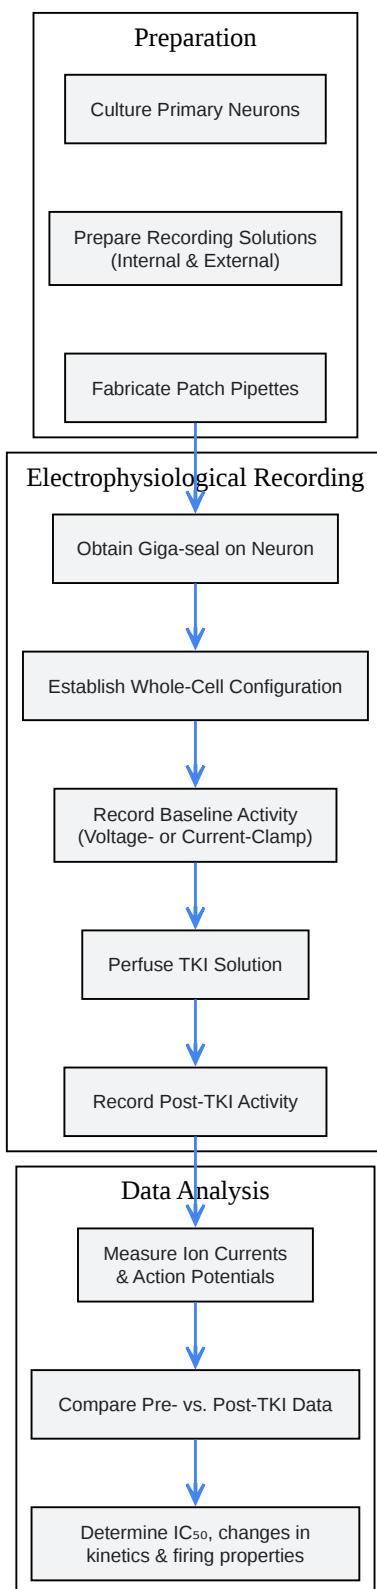 Preparation
Culture Primary Neurons
Prepare Recording Solutions
(Internal & External)
Fabricate Patch Pipettes
Electrophysiological Recording
Obtain Giga-seal on Neuron
Establish Whole-Cell Configuration
Record Baseline Activity
(Voltage- or Current-Clamp)
Perfuse TKI Solution
Record Post-TKI Activity
Data Analysis
Measure Ion Currents
& Action Potentials
Compare Pre- vs. Post-TKI Data
Determine IC₅₀, changes in
kinetics & firing properties